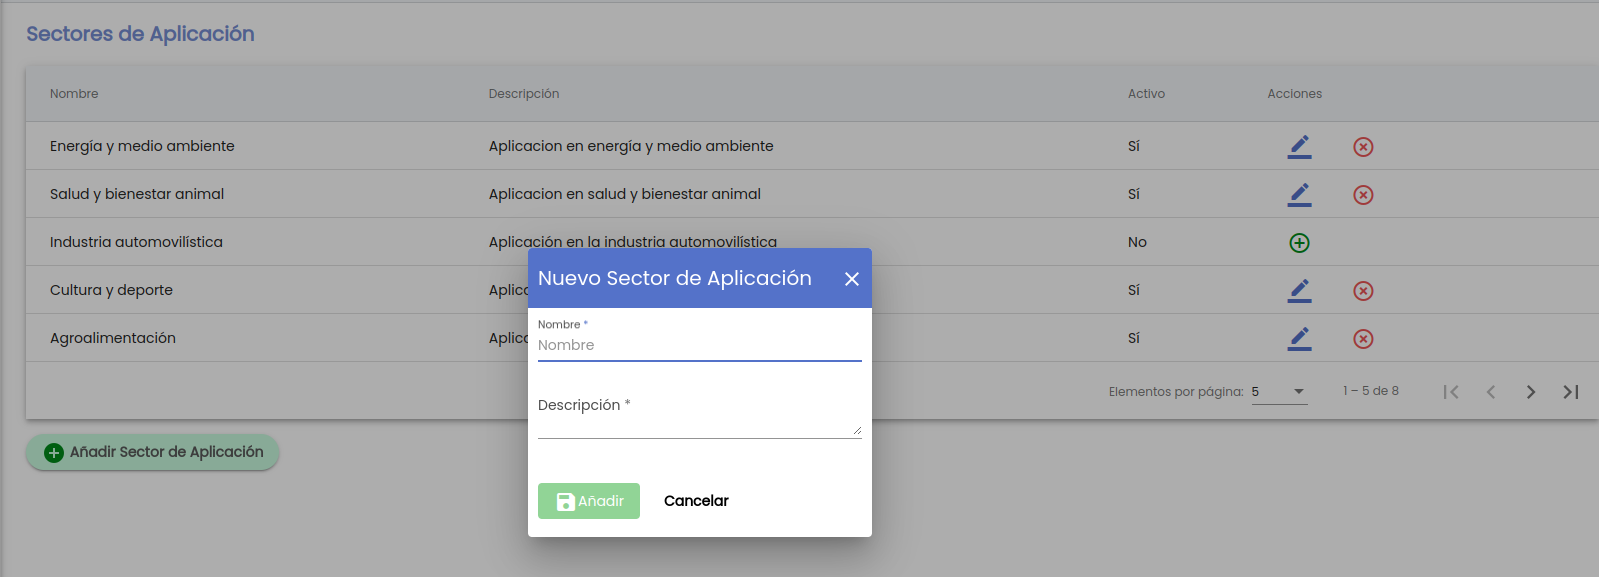 Sectores de Aplicación
Nombre Descripción Activo Acciones
Energía y medio ambiente Aplicacion en energía y medio ambiente Sí
Salud y bienestar animal Aplicacion en salud y bienestar animal Sí
Industria automovilística Aplicación en la industria automovilística No
Cultura y deporte Sí
Agroalimentación Sí
Elementos por página: 5 1 – 5 de 8
Añadir Sector de Aplicación
Nuevo Sector de Aplicación
Nombre *
Nombre
Descripción *
Añadir Cancelar